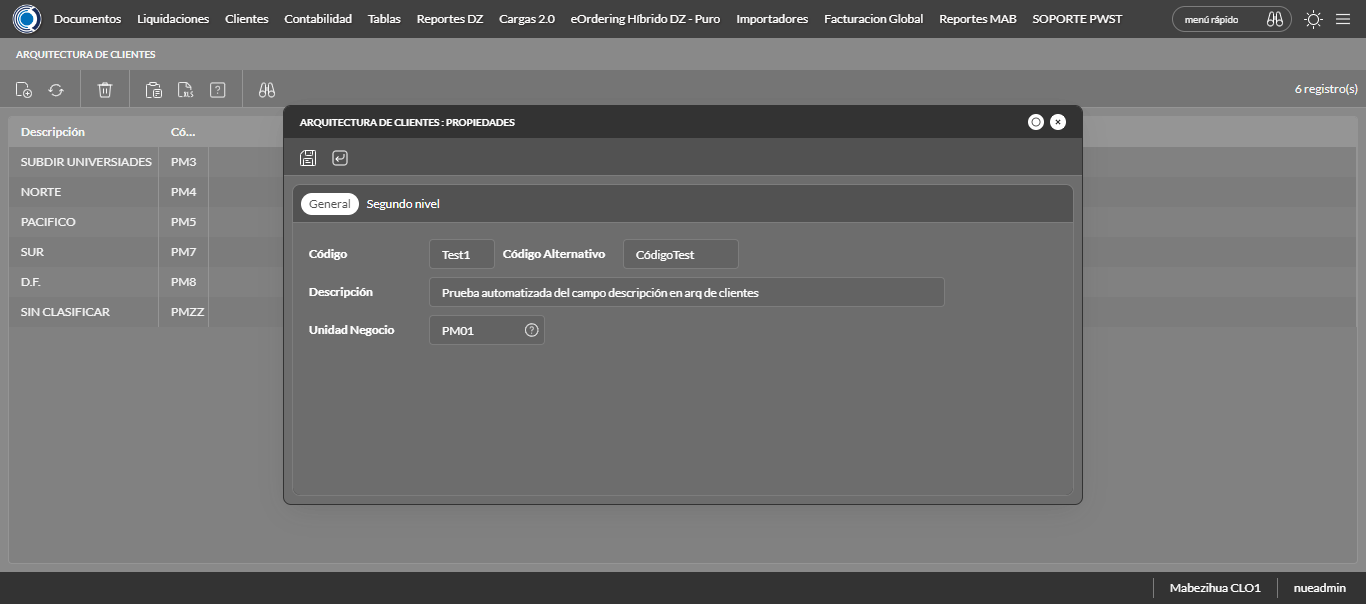 Documentos Liquidaciones Clientes Contabilidad Tablas Reportes DZ Cargas 2.0 eOrdering Híbrido DZ - Puro Importadores Facturacion Global Reportes MAB SOPORTE PWST menú rápido
ARQUITECTURA DE CLIENTES
XLS ? 6 registro(s)
ARQUITECTURA DE CLIENTES : PROPIEDADES
Descripción Có...
SUBDIR UNIVERSIADES PM3
NORTE PM4
PACIFICO PM5
SUR PM7
D.F. PM8
SIN CLASIFICAR PMZZ
General Segundo nivel
Código Test1 Código Alternativo CódigoTest
Descripción Prueba automatizada del campo descripción en arq de clientes
Unidad Negocio PM01 ?
Mabezihua CLO1 nueadmin